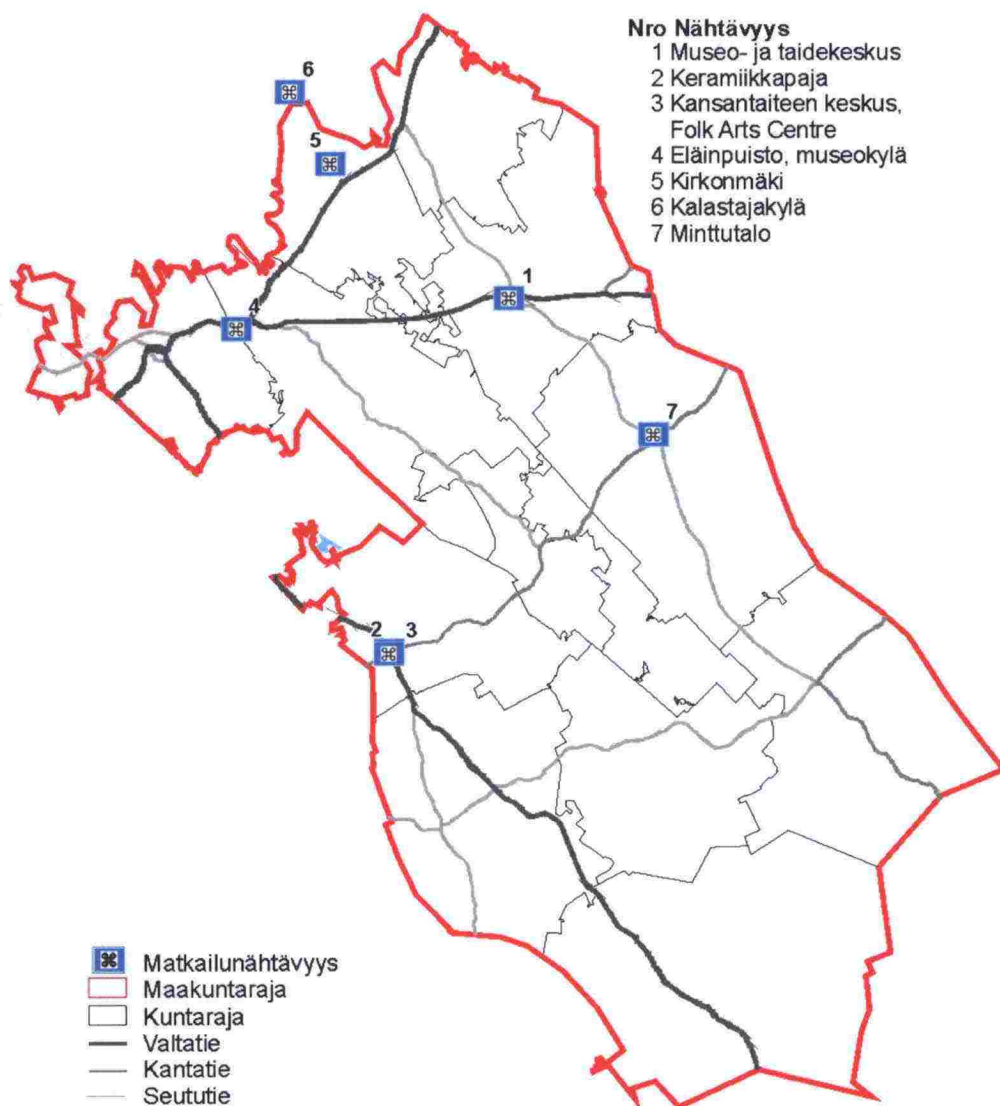 Nro Nähtävyys
1 Museo- ja taidekeskus
2 Keramiikkapaja
3 Kansantaiteen keskus,
Folk Arts Centre
4 Eläinpuisto, museokylä
5 Kirkonmäki
6 Kalastajakylä
7 Minttutalo
6
5
1
4
7
2 3
Matkailunähtävyys
Maakuntaraja
Kuntaraja
Valtatie
Kantatie
Seututie